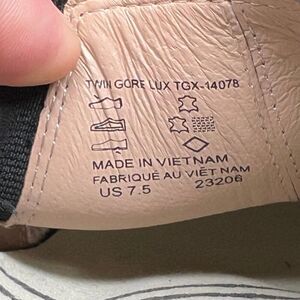 TWIN GORE LUX TGX-14078
MADE IN VIETNAM
FABRIQUÉ AU VIÊT NAM
US 7.5 23206